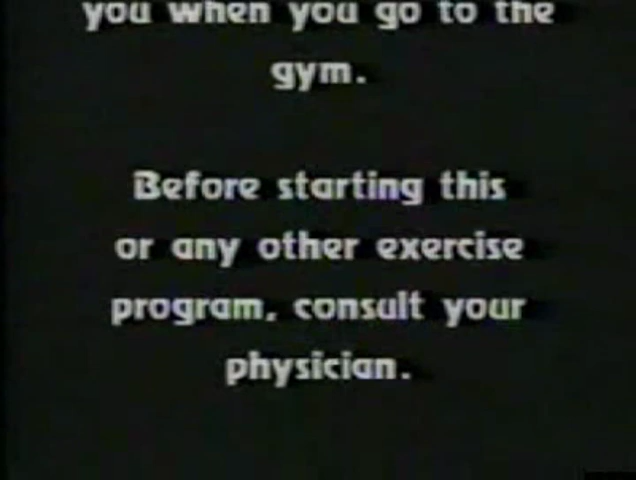 you when you go to the
gym.
Before starting this
or any other exercise
program, consult your
physician.